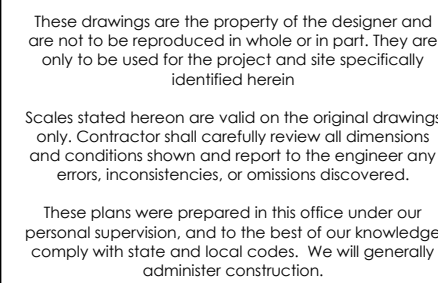 These drawings are the property of the designer and
are not to be reproduced in whole or in part. They are
only to be used for the project and site specifically
identified herein
Scales stated hereon are valid on the original drawings
only. Contractor shall carefully review all dimensions
and conditions shown and report to the engineer any
errors, inconsistencies, or omissions discovered.
These plans were prepared in this office under our
personal supervision, and to the best of our knowledge
comply with state and local codes.  We will generally
administer construction.